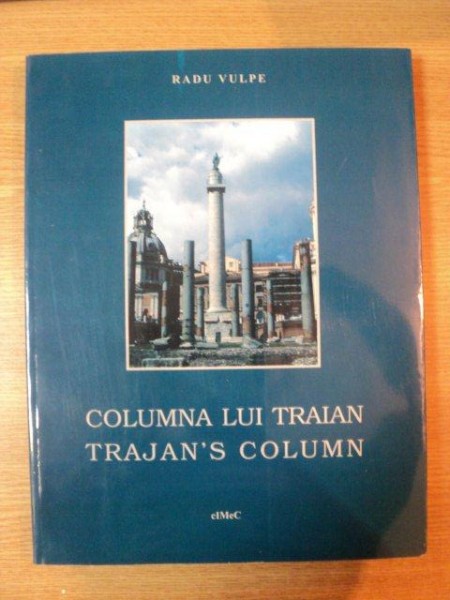 RADU VULPE
COLUMNA LUI TRAIAN
TRAJAN'S COLUMN
cIMeC